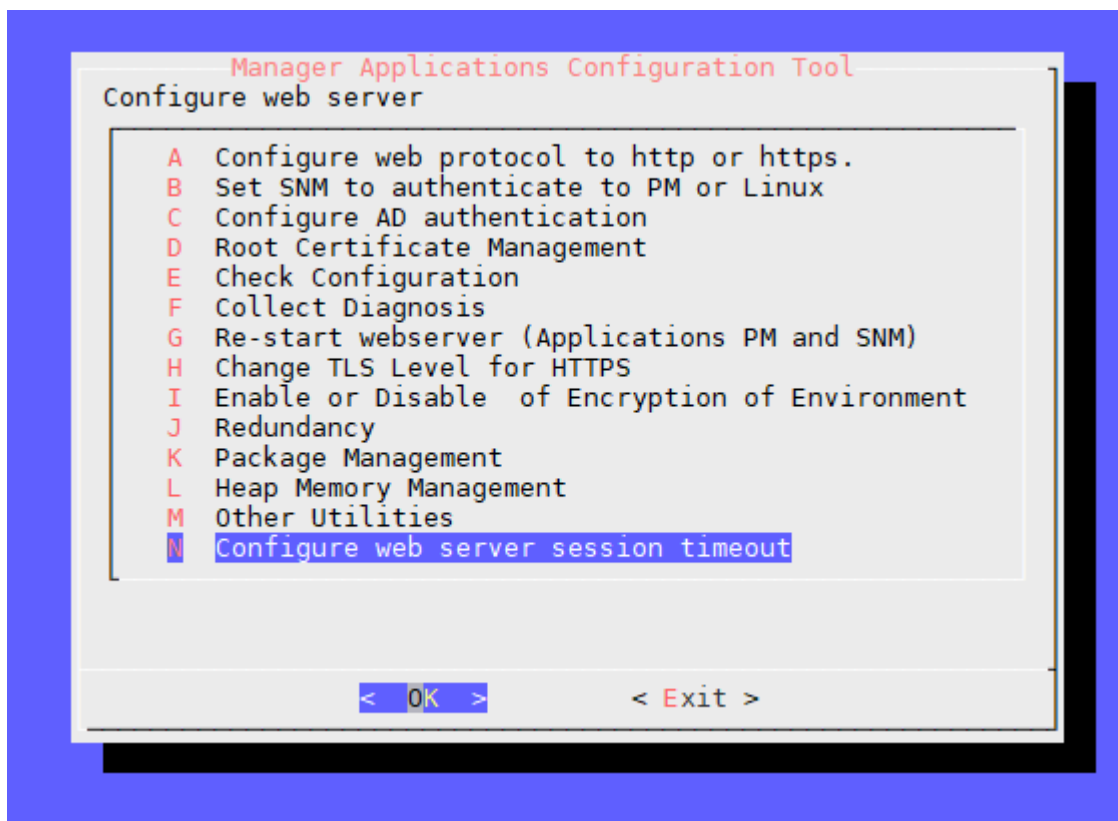 Manager Applications Configuration Tool
Configure web server
A Configure web protocol to http or https.
B Set SNM to authenticate to PM or Linux
C Configure AD authentication
D Root Certificate Management
E Check Configuration
F Collect Diagnosis
G Re-start webserver (Applications PM and SNM)
H Change TLS Level for HTTPS
I Enable or Disable  of Encryption of Environment
J Redundancy
K Package Management
L Heap Memory Management
M Other Utilities
N Configure web server session timeout
<  OK  > < Exit >